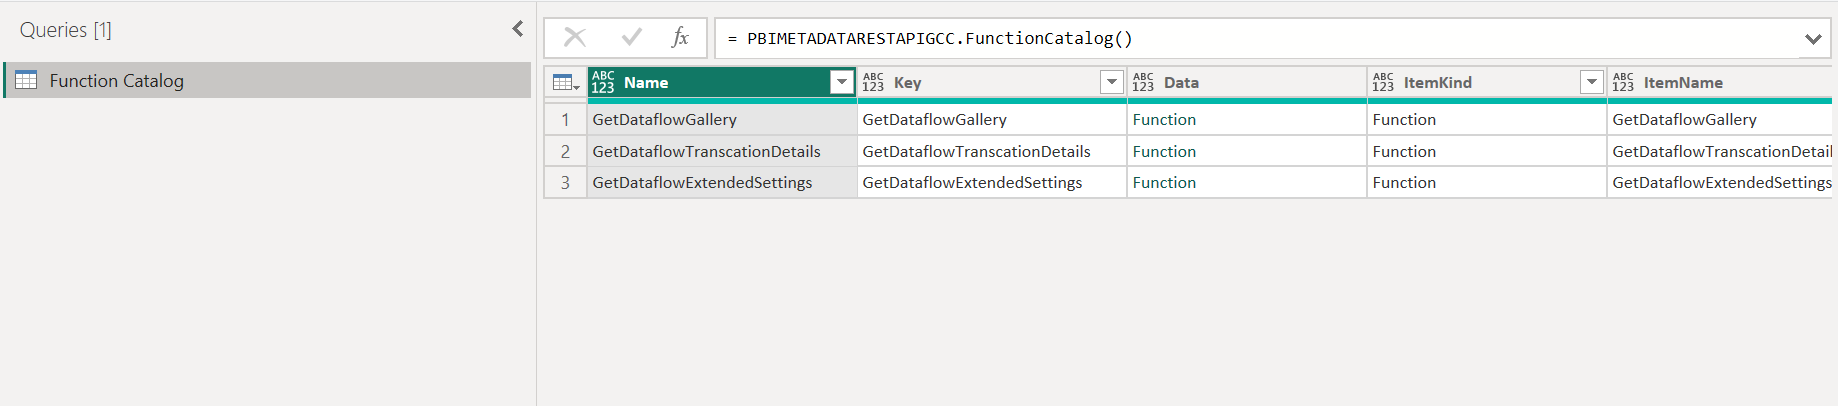 Queries [1]
fx
= PBIMETADATARESTAPIGCC.FunctionCatalog()
Function Catalog
ABC 123 Name ABC 123 Key ABC 123 Data ABC 123 ItemKind ABC 123 ItemName
1 GetDataflowGallery GetDataflowGallery Function Function GetDataflowGallery
2 GetDataflowTranscationDetails GetDataflowTranscationDetails Function Function GetDataflowTranscationDetail
3 GetDataflowExtendedSettings GetDataflowExtendedSettings Function Function GetDataflowExtendedSettings